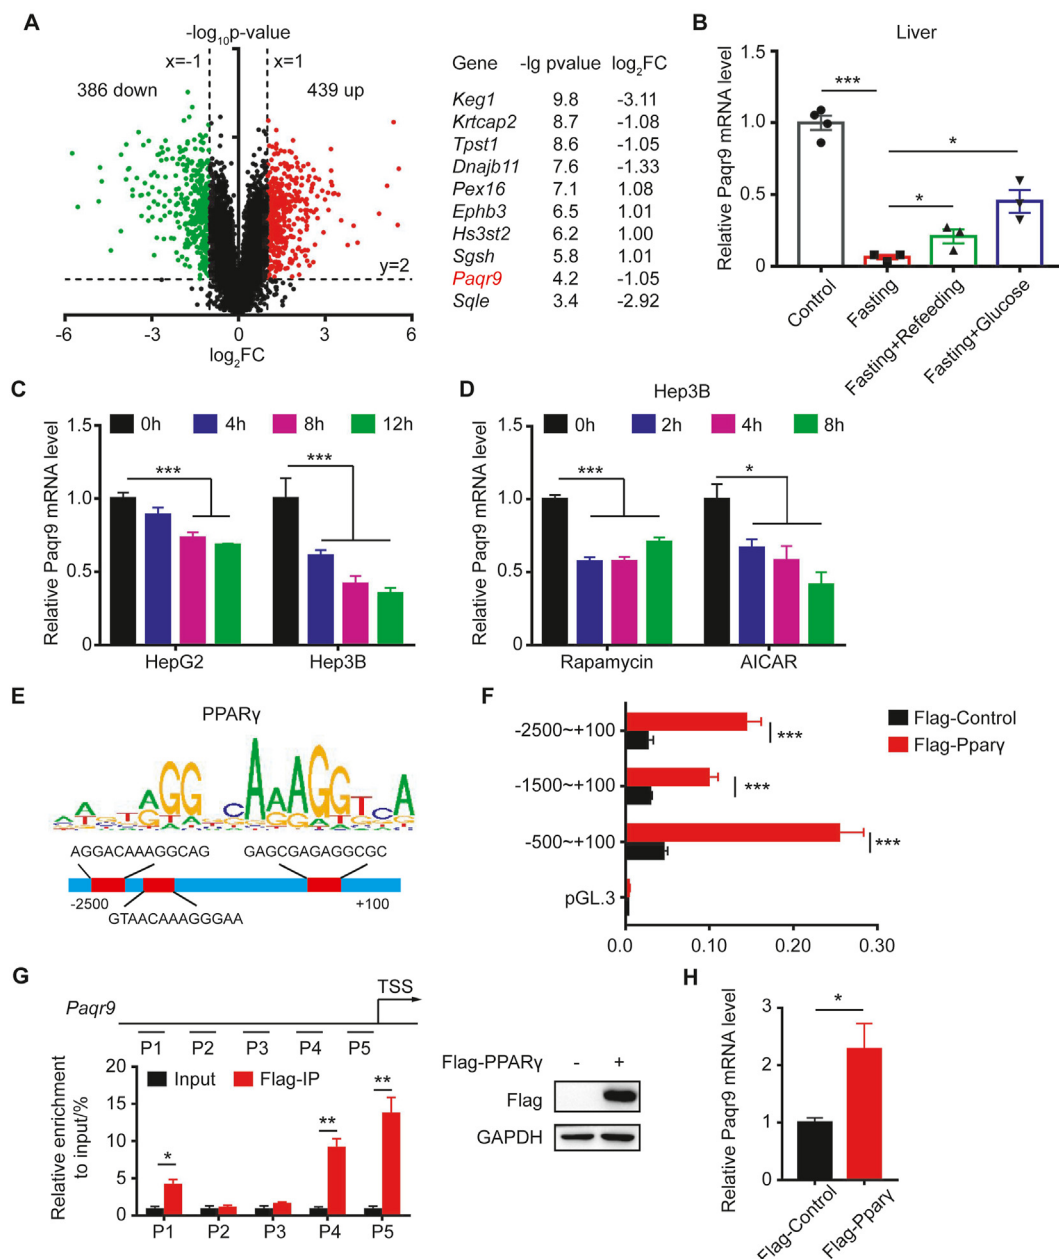 A
-log10p-value
x=-1
x=1
386 down
439 up
y=2
-6
-3
0
3
6
log2FC
Gene -lg pvalue log2FC
Keg1 9.8 -3.11
Krtcap2 8.7 -1.08
Tpst1 8.6 -1.05
Dnajb11 7.6 -1.33
Pex16 7.1 1.08
Ephb3 6.5 1.01
Hs3st2 6.2 1.00
Sgsh 5.8 1.01
Paqr9 4.2 -1.05
Sqle 3.4 -2.92
B
Liver
Relative Paqr9 mRNA level
1.5
1.0
0.5
0
***
*
*
Control
Fasting
Fasting+Refeeding
Fasting+Glucose
C
Relative Paqr9 mRNA level
1.5
1.0
0.5
0
0h 4h 8h 12h
***
***
HepG2 Hep3B
D
Hep3B
Relative Paqr9 mRNA level
1.5
1.0
0.5
0
0h 2h 4h 8h
***
*
Rapamycin AICAR
E
PPARγ
AGGACAAAGGCAG GAGCGAGAGGCGC
-2500 +100
GTAACAAAGGGAA
F
-2500~+100
-1500~+100
-500~+100
pGL.3
***
***
***
0.0 0.10 0.20 0.30
Flag-Control
Flag-Pparγ
G
Paqr9
TSS
P1 P2 P3 P4 P5
Relative enrichment
to input/%
20
15
10
5
0
Input Flag-IP
*
**
**
P1 P2 P3 P4 P5
Flag-PPARγ - +
Flag
GAPDH
H
Relative Paqr9 mRNA level
3
2
1
0
*
Flag-Control
Flag-Pparγ